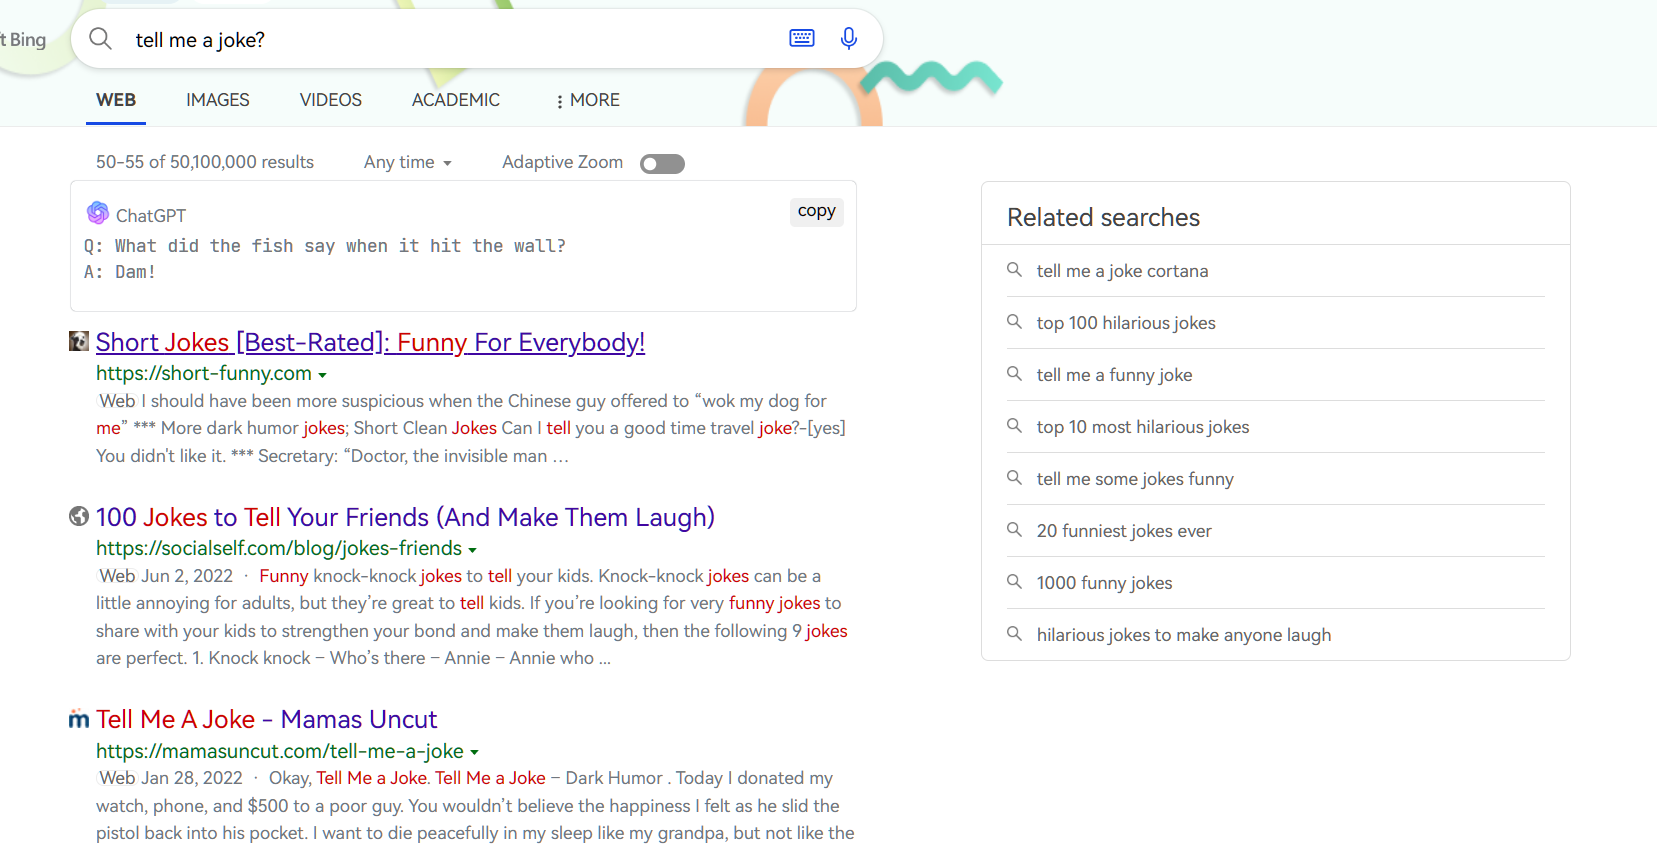 t Bing
tell me a joke?
WEB IMAGES VIDEOS ACADEMIC MORE
50-55 of 50,100,000 results Any time Adaptive Zoom
ChatGPT
copy
Q: What did the fish say when it hit the wall?
A: Dam!
Short Jokes [Best-Rated]: Funny For Everybody!
https://short-funny.com
Web I should have been more suspicious when the Chinese guy offered to “wok my dog for
me” *** More dark humor jokes; Short Clean Jokes Can I tell you a good time travel joke?-[yes]
You didn't like it. *** Secretary: “Doctor, the invisible man …
100 Jokes to Tell Your Friends (And Make Them Laugh)
https://socialself.com/blog/jokes-friends
Web Jun 2, 2022 · Funny knock-knock jokes to tell your kids. Knock-knock jokes can be a
little annoying for adults, but they’re great to tell kids. If you’re looking for very funny jokes to
share with your kids to strengthen your bond and make them laugh, then the following 9 jokes
are perfect. 1. Knock knock – Who’s there – Annie – Annie who ...
Tell Me A Joke - Mamas Uncut
https://mamasuncut.com/tell-me-a-joke
Web Jan 28, 2022 · Okay, Tell Me a Joke. Tell Me a Joke – Dark Humor . Today I donated my
watch, phone, and $500 to a poor guy. You wouldn’t believe the happiness I felt as he slid the
pistol back into his pocket. I want to die peacefully in my sleep like my grandpa, but not like the
Related searches
tell me a joke cortana
top 100 hilarious jokes
tell me a funny joke
top 10 most hilarious jokes
tell me some jokes funny
20 funniest jokes ever
1000 funny jokes
hilarious jokes to make anyone laugh